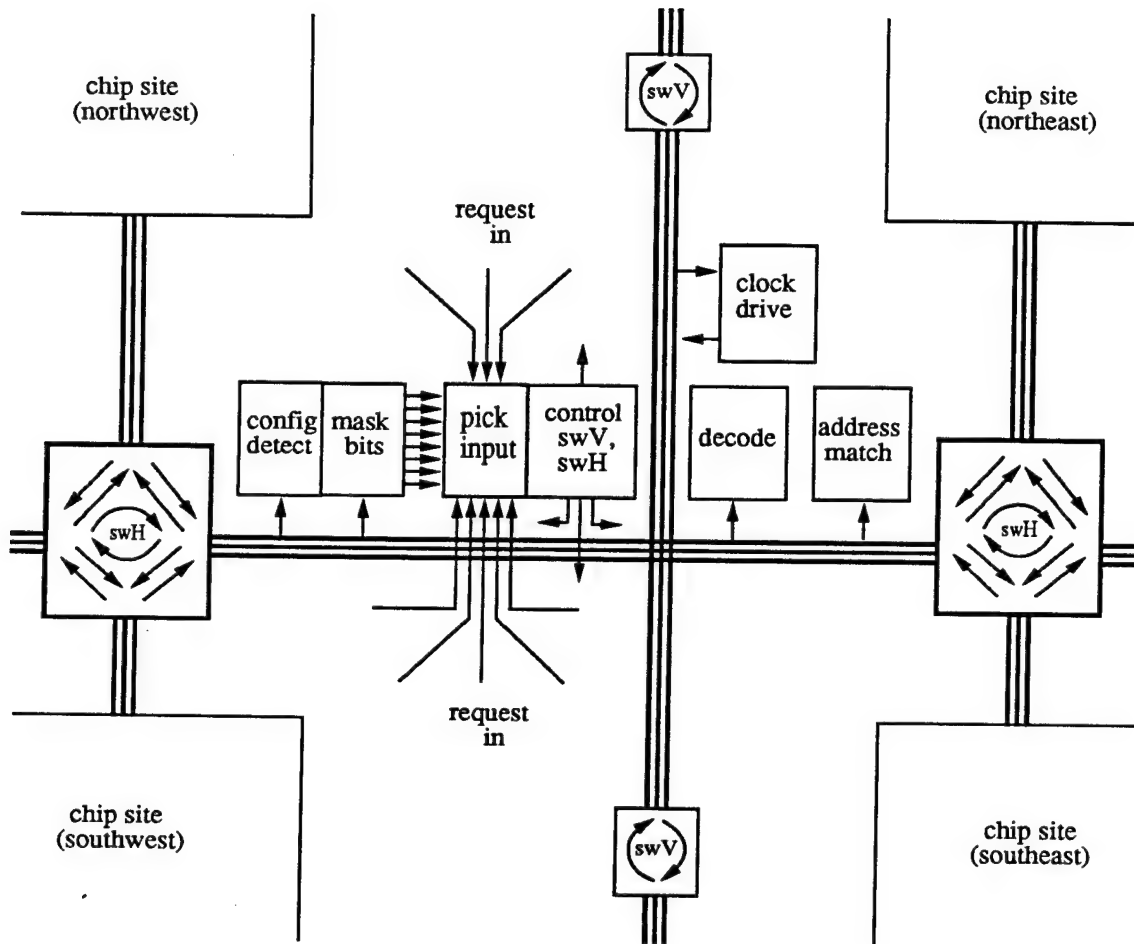 chip site
(northwest)
swV
chip site
(northeast)
request
in
clock
drive
config
detect
mask
bits
pick
input
control
swV,
swH
decode
address
match
swH
swH
request
in
chip site
(southwest)
swV
chip site
(southeast)